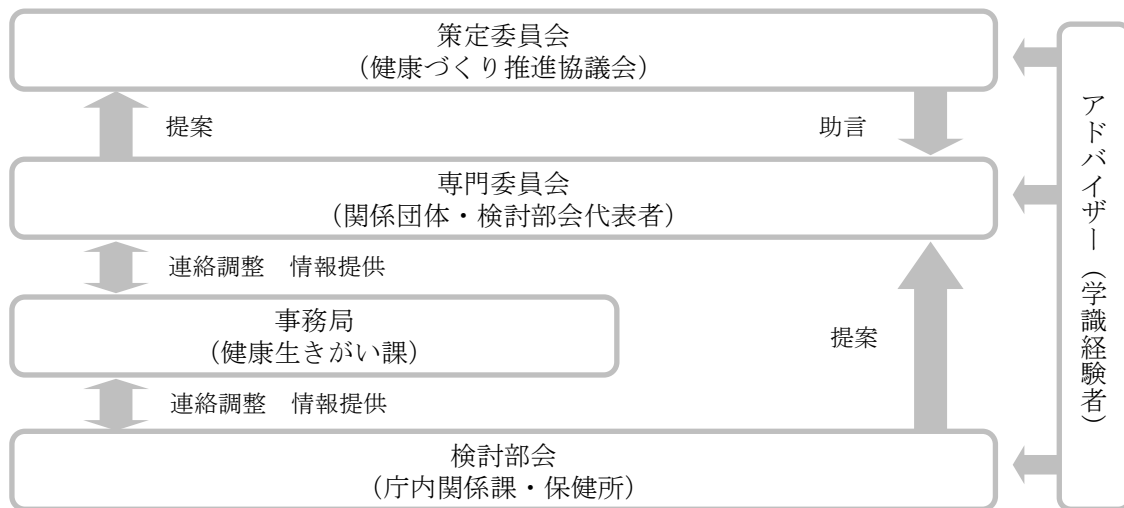 策定委員会
（健康づくり推進協議会）
提案
助言
専門委員会
（関係団体・検討部会代表者）
連絡調整　情報提供
事務局
（健康生きがい課）
提案
連絡調整　情報提供
検討部会
（庁内関係課・保健所）
アドバイザー（学識経験者）